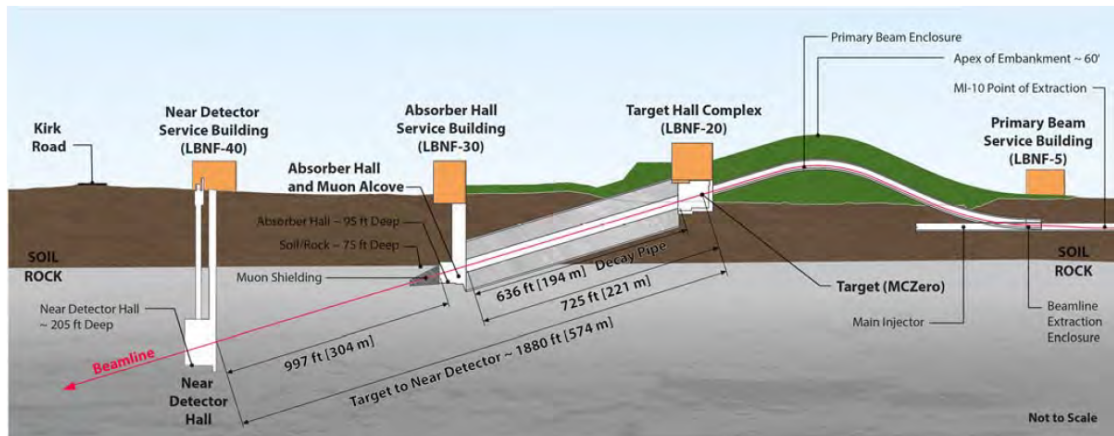 Primary Beam Enclosure
Apex of Embankment ~ 60'
MI-10 Point of Extraction
Kirk
Road
Near Detector
Service Building
(LBNF-40)
Absorber Hall
Service Building
(LBNF-30)
Target Hall Complex
(LBNF-20)
Primary Beam
Service Building
(LBNF-5)
Absorber Hall
and Muon Alcove
Absorber Hall ~ 95 ft Deep
Soil/Rock ~ 75 ft Deep
Muon Shielding
SOIL
ROCK
SOIL
ROCK
636 ft [194 m] Decay Pipe
725 ft [221 m]
Target (MCZero)
Main Injector
Beamline
Extraction
Enclosure
Near Detector Hall
~ 205 ft Deep
997 ft [304 m]
Target to Near Detector ~ 1880 ft [574 m]
Beamline
Near
Detector
Hall
Not to Scale